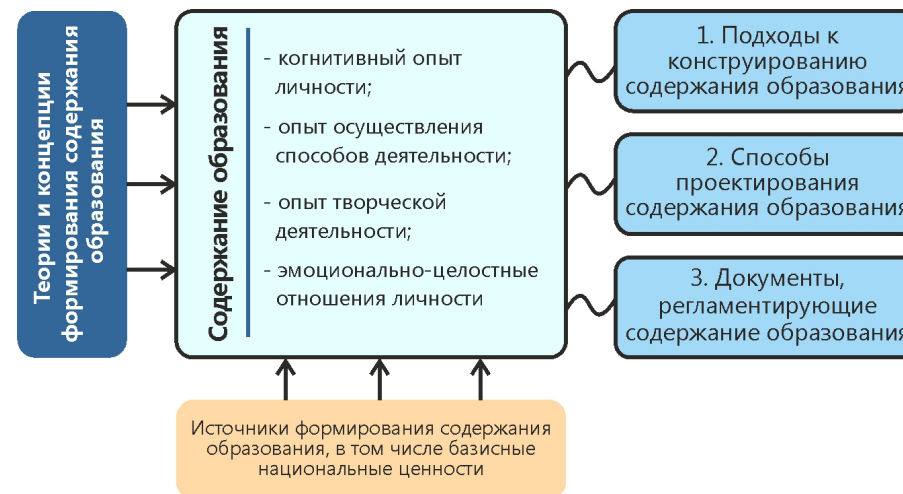 Теории и концепции
формирования содержания
образования
Содержание образования
- когнитивный опыт
личности;
- опыт осуществления
способов деятельности;
- опыт творческой
деятельности;
- эмоционально-целостные
отношения личности
1. Подходы к
конструированию
содержания образования
2. Способы
проектирования
содержания образования
3. Документы,
регламентирующие
содержание образования
Источники формирования содержания
образования, в том числе базисные
национальные ценности